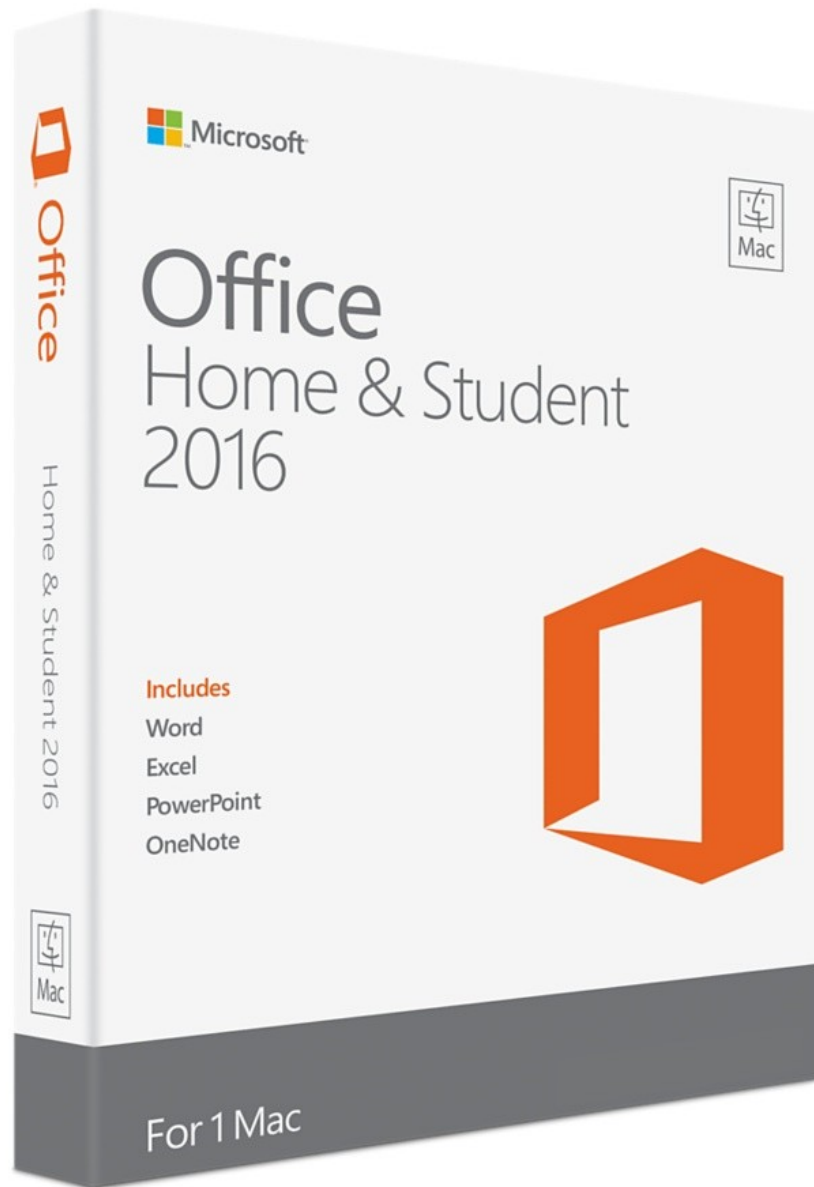 Office
Home & Student 2016
Mac
Microsoft
Mac
Office
Home & Student
2016
Includes
Word
Excel
PowerPoint
OneNote
For 1 Mac